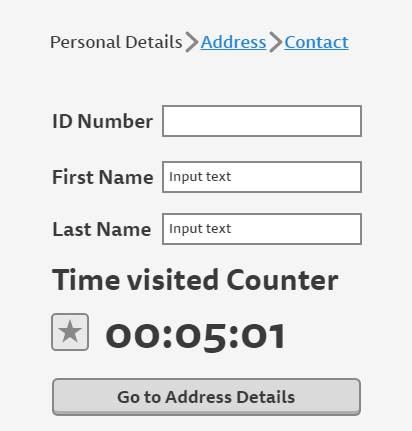 Personal Details Address Contact
ID Number
First Name Input text
Last Name Input text
Time visited Counter
00:05:01
Go to Address Details